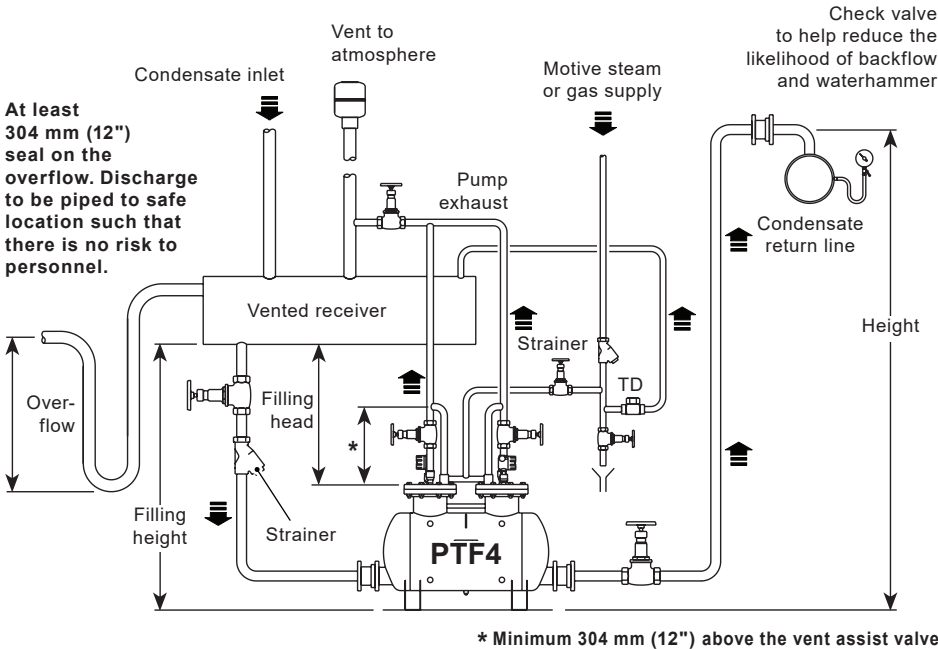 Check valve
to help reduce the
likelihood of backflow
and waterhammer
Vent to
atmosphere
Condensate inlet
Motive steam
or gas supply
At least
304 mm (12")
seal on the
overflow. Discharge
to be piped to safe
location such that
there is no risk to
personnel.
Pump
exhaust
Condensate
return line
Vented receiver
Height
Strainer
TD
Filling
head
Over-
flow
*
Filling
height
Strainer
PTF4
* Minimum 304 mm (12") above the vent assist valve